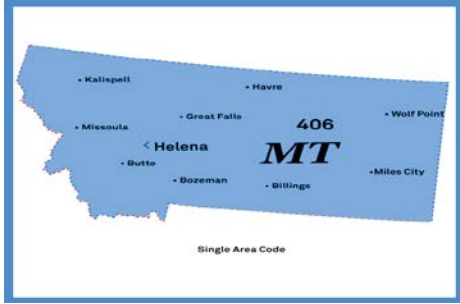 Kalispell
Havre
Great Falls
Wolf Point
406
Missoula
Helena
MT
Butte
Miles City
Bozeman
Billings
Single Area Code